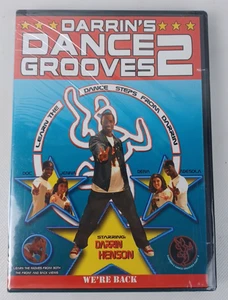 DARRIN'S
DANCE
GROOVES 2
LEARN THE DANCE STEPS FROM DARRIN
STARRING:
DARRIN
HENSON
WE'RE BACK